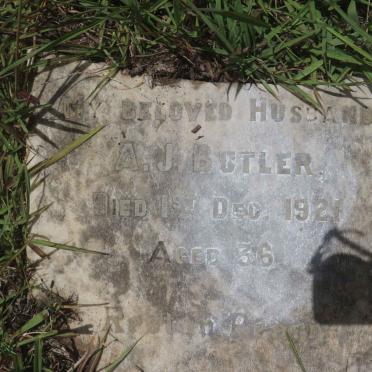 My Beloved Husband
A. J. Butler,
Died 1st Dec. 1921
Aged 36